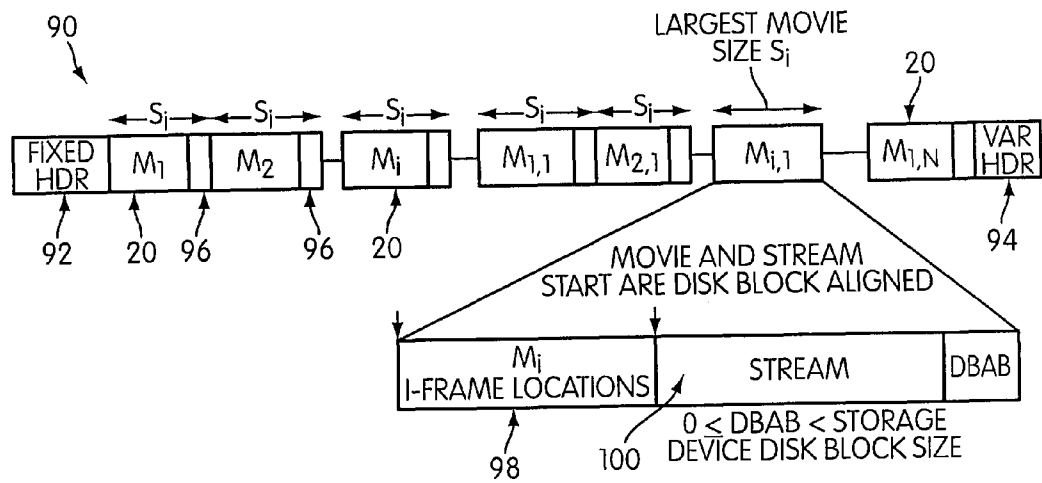 90
LARGEST MOVIE
SIZE Si
20
Si Si Si Si Si
FIXED
HDR
M1 M2 Mi M1,1 M2,1 Mi,1 M1,N
VAR
HDR
92 20 96 96 20 94
MOVIE AND STREAM
START ARE DISK BLOCK ALIGNED
Mi
I-FRAME LOCATIONS
STREAM
DBAB
0 ≤ DBAB < STORAGE
DEVICE DISK BLOCK SIZE
98
100